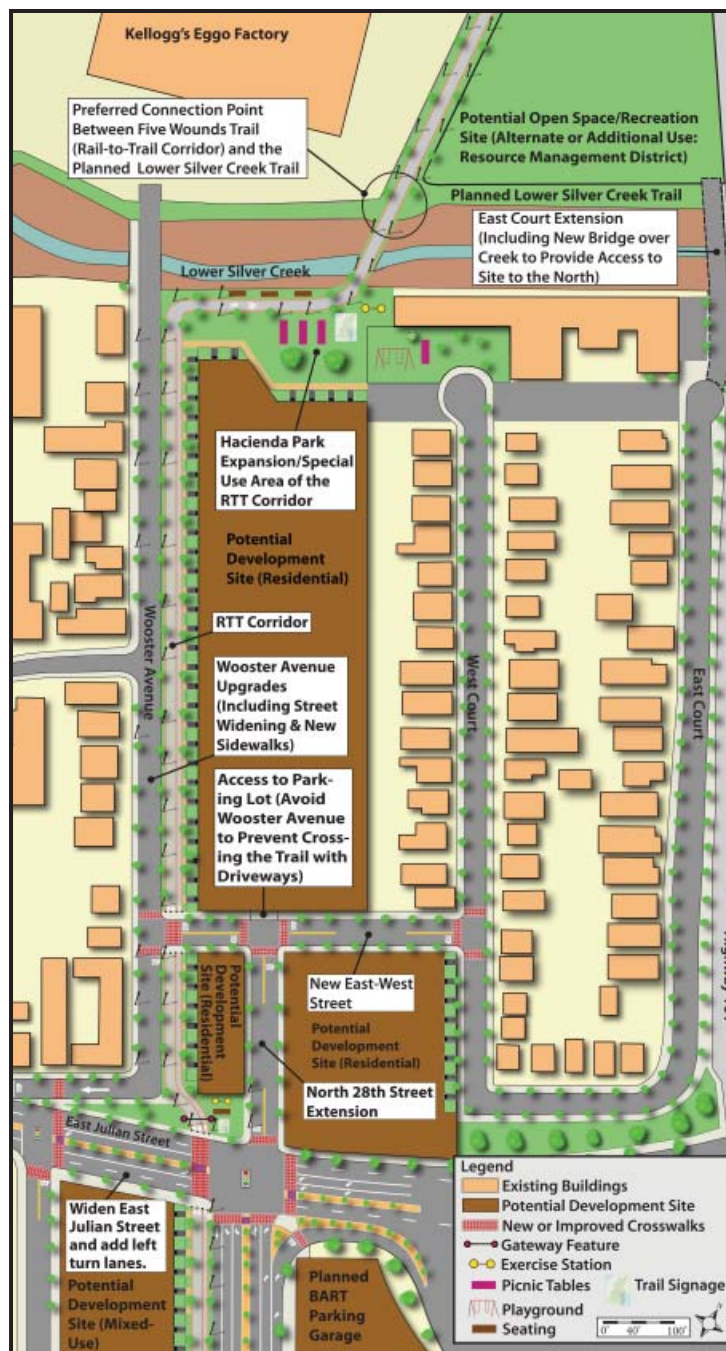 Kellogg's Eggo Factory
Preferred Connection Point
Between Five Wounds Trail
(Rail-to-Trail Corridor) and the
Planned Lower Silver Creek Trail
Potential Open Space/Recreation
Site (Alternate or Additional Use:
Resource Management District)
Planned Lower Silver Creek Trail
East Court Extension
(Including New Bridge over
Creek to Provide Access to
Site to the North)
Lower Silver Creek
Hacienda Park
Expansion/Special
Use Area of the
RTT Corridor
Potential
Development
Site (Residential)
RTT Corridor
Wooster Avenue
Wooster Avenue
Upgrades
(Including Street
Widening & New
Sidewalks)
West Court
East Court
Access to Park-
ing Lot (Avoid
Wooster Avenue
to Prevent Cross-
ing the Trail with
Driveways)
Potential
Development
Site (Residential)
New East-West
Street
Potential Development
Site (Residential)
North 28th Street
Extension
East Julian Street
Widen East
Julian Street
and add left
turn lanes.
Potential
Development
Site (Mixed-
Use)
Planned
BART
Parking
Garage
Legend
Existing Buildings
Potential Development Site
New or Improved Crosswalks
Gateway Feature
Exercise Station
Picnic Tables
Trail Signage
Playground
Seating
0' 40' 100'